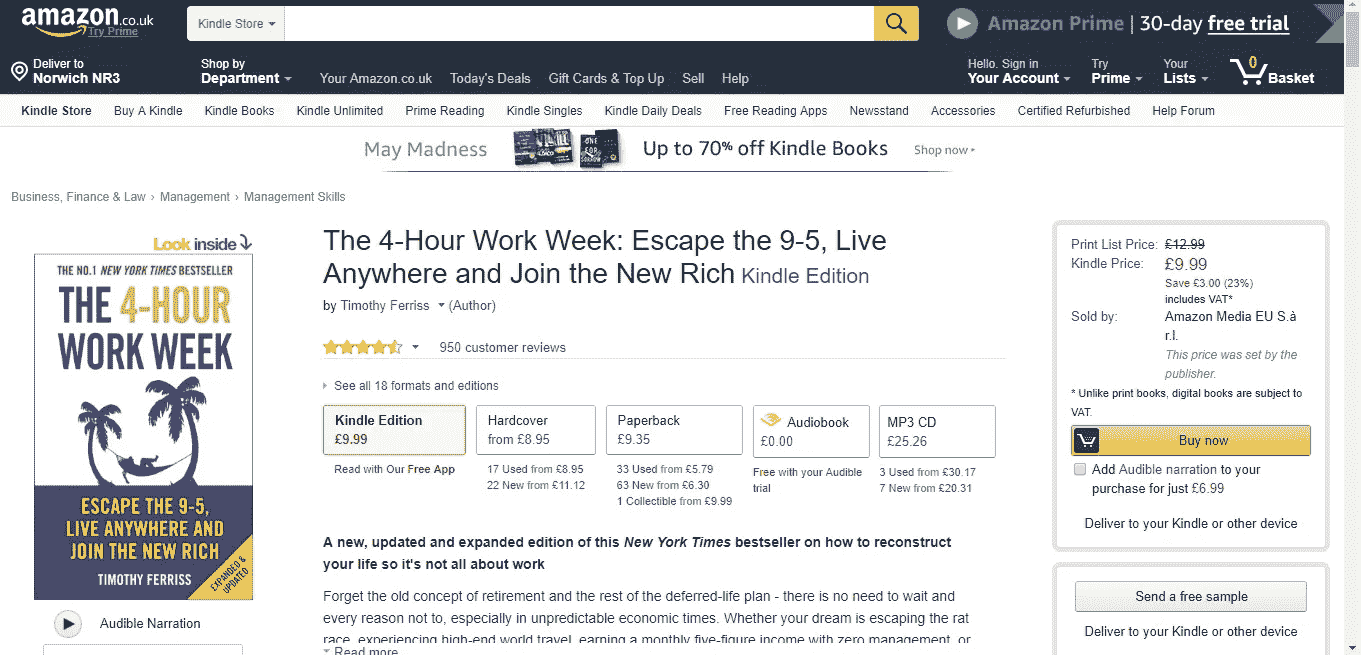 amazon.co.uk
Try Prime
Kindle Store
Amazon Prime | 30-day free trial
Deliver to
Norwich NR3
Shop by
Department
Your Amazon.co.uk Today's Deals Gift Cards & Top Up Sell Help
Hello. Sign in
Your Account
Try
Prime
Your
Lists
0
Basket
Kindle Store Buy A Kindle Kindle Books Kindle Unlimited Prime Reading Kindle Singles Kindle Daily Deals Free Reading Apps Newsstand Accessories Certified Refurbished Help Forum
May Madness
Up to 70% off Kindle Books
Shop now
Business, Finance & Law › Management › Management Skills
Look inside
THE NO.1 NEW YORK TIMES BESTSELLER
THE 4-HOUR
WORK WEEK
ESCAPE THE 9-5,
LIVE ANYWHERE AND
JOIN THE NEW RICH
TIMOTHY FERRISS
EXPANDED &
UPDATED
Audible Narration
The 4-Hour Work Week: Escape the 9-5, Live
Anywhere and Join the New Rich Kindle Edition
by Timothy Ferriss (Author)
950 customer reviews
See all 18 formats and editions
Kindle Edition
£9.99
Read with Our Free App
Hardcover
from £8.95
17 Used from £8.95
22 New from £11.12
Paperback
£9.35
33 Used from £5.79
63 New from £6.30
1 Collectible from £9.99
Audiobook
£0.00
Free with your Audible
trial
MP3 CD
£25.26
3 Used from £30.17
7 New from £20.31
A new, updated and expanded edition of this New York Times bestseller on how to reconstruct
your life so it's not all about work
Forget the old concept of retirement and the rest of the deferred-life plan - there is no need to wait and
every reason not to, especially in unpredictable economic times. Whether your dream is escaping the rat
race, experiencing high-end world travel, earning a monthly five-figure income with zero management, or
Read more
Print List Price: £12.99
Kindle Price: £9.99
Save £3.00 (23%)
includes VAT*
Sold by: Amazon Media EU S.à
r.l.
This price was set by the
publisher.
* Unlike print books, digital books are subject to
VAT.
Buy now
Add Audible narration to your
purchase for just £6.99
Deliver to your Kindle or other device
Send a free sample
Deliver to your Kindle or other device